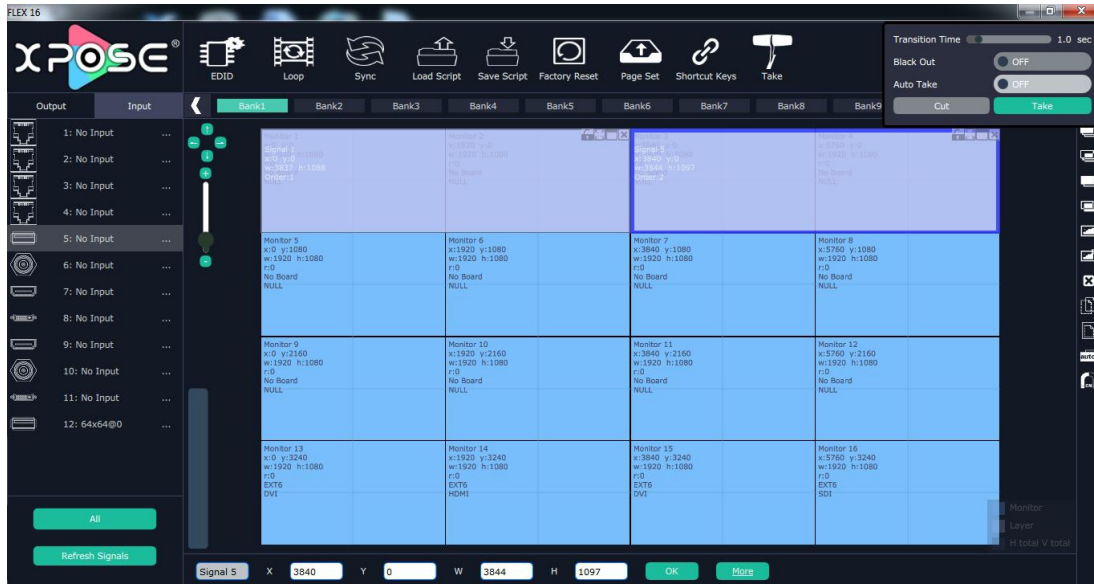 FLEX 16
XPOSE®
EDID
Loop
Sync
Load Script
Save Script
Factory Reset
Page Set
Shortcut Keys
Take
Transition Time 1.0 sec
Black Out OFF
Auto Take OFF
Cut Take
Output Input
Bank1 Bank2 Bank3 Bank4 Bank5 Bank6 Bank7 Bank8 Bank9
1: No Input ...
2: No Input ...
3: No Input ...
4: No Input ...
5: No Input ...
6: No Input ...
7: No Input ...
8: No Input ...
9: No Input ...
10: No Input ...
11: No Input ...
12: 64x64@0 ...
All
Refresh Signals
Signal 1
x:0 y:0
Order:1
Signal 5
x:3840 y:0
w:3844 h:1097
Order:2
Monitor 5
x:0 y:1080
w:1920 h:1080
r:0
No Board
NULL
Monitor 6
x:1920 y:1080
w:1920 h:1080
r:0
No Board
NULL
Monitor 7
x:3840 y:1080
w:1920 h:1080
r:0
No Board
NULL
Monitor 8
x:5760 y:1080
w:1920 h:1080
r:0
No Board
NULL
Monitor 9
x:0 y:2160
w:1920 h:1080
r:0
No Board
NULL
Monitor 10
x:1920 y:2160
w:1920 h:1080
r:0
No Board
NULL
Monitor 11
x:3840 y:2160
w:1920 h:1080
r:0
No Board
NULL
Monitor 12
x:5760 y:2160
w:1920 h:1080
r:0
No Board
NULL
Monitor 13
x:0 y:3240
w:1920 h:1080
r:0
EXT6
DVI
Monitor 14
x:1920 y:3240
w:1920 h:1080
r:0
EXT6
HDMI
Monitor 15
x:3840 y:3240
w:1920 h:1080
r:0
EXT6
DVI
Monitor 16
x:5760 y:3240
w:1920 h:1080
r:0
EXT6
SDI
auto
Monitor
Layer
H total V total
Signal 5 X 3840 Y 0 W 3844 H 1097 OK More